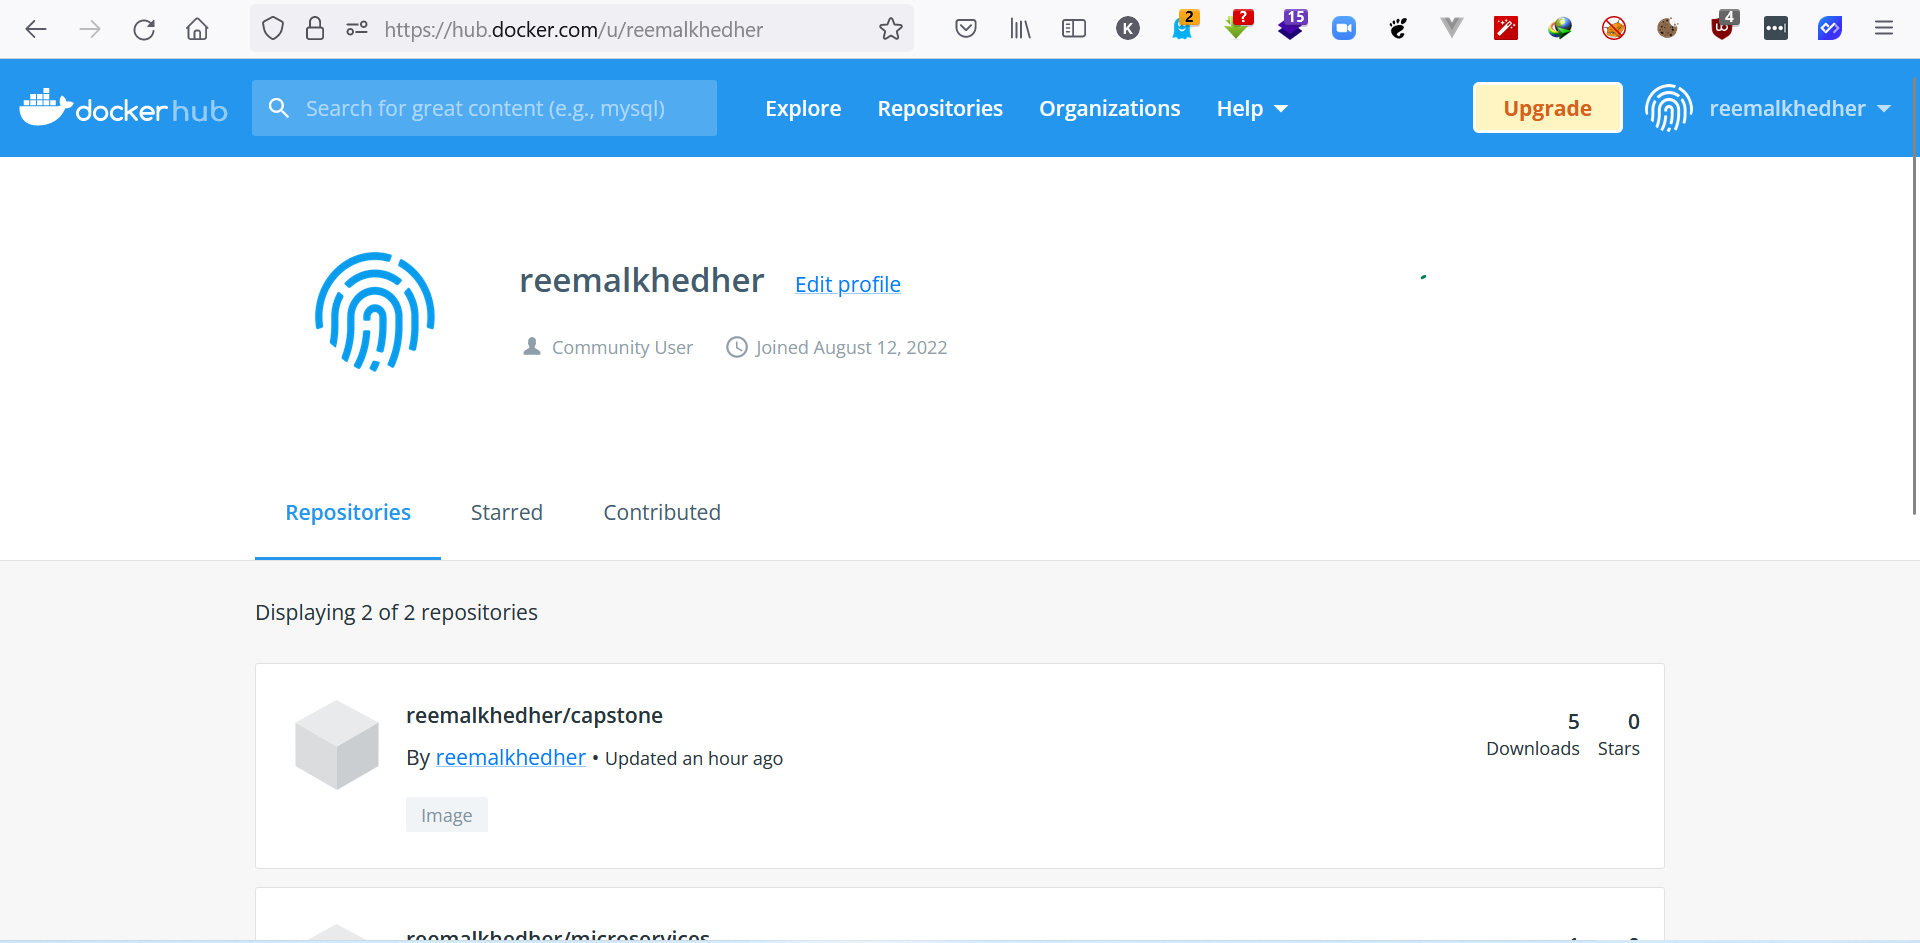 https://hub.docker.com/u/reemalkhedher
K
2
?
15
4
docker hub
Search for great content (e.g., mysql)
Explore
Repositories
Organizations
Help
Upgrade
reemalkhedher
reemalkhedher
Edit profile
Community User
Joined August 12, 2022
Repositories
Starred
Contributed
Displaying 2 of 2 repositories
reemalkhedher/capstone
5
0
Downloads
Stars
By reemalkhedher • Updated an hour ago
Image
reemalkhedher/microservices